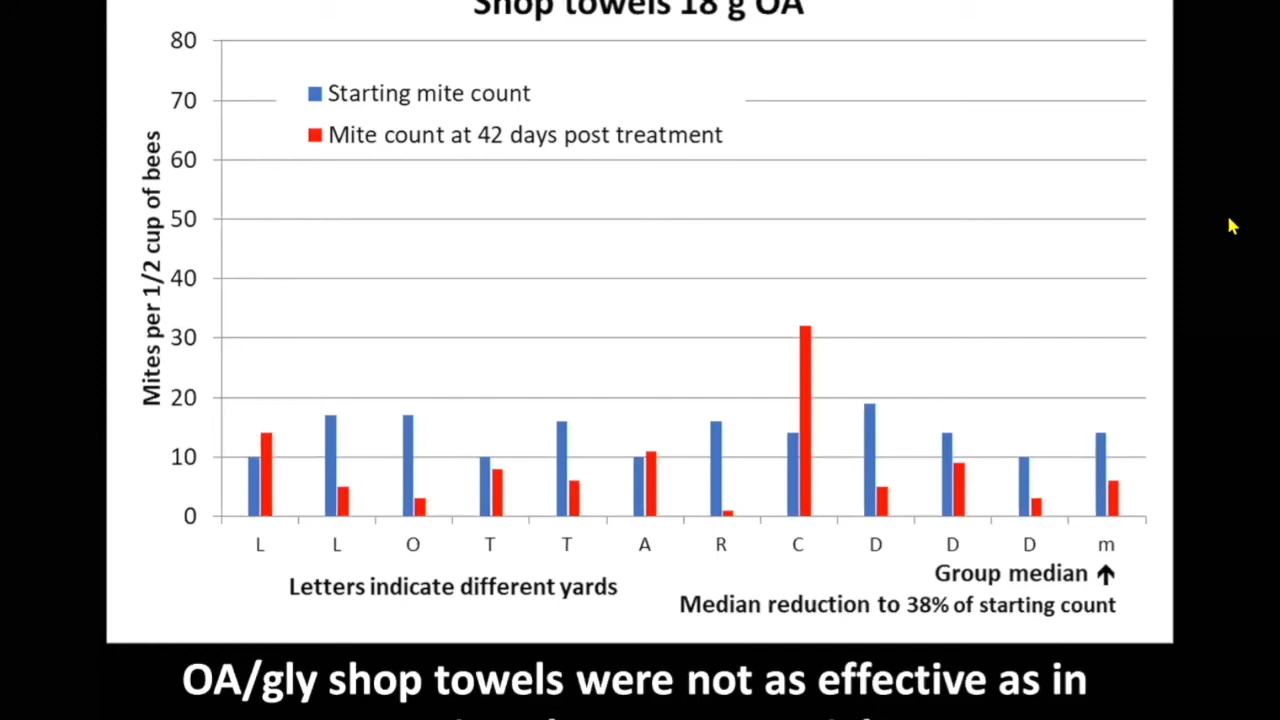 Shop towels 18 g OA
80
70
60
50
40
30
20
10
0
Mites per 1/2 cup of bees
Starting mite count
Mite count at 42 days post treatment
L L O T T A R C D D D m
Letters indicate different yards
Group median ↑
Median reduction to 38% of starting count
OA/gly shop towels were not as effective as in